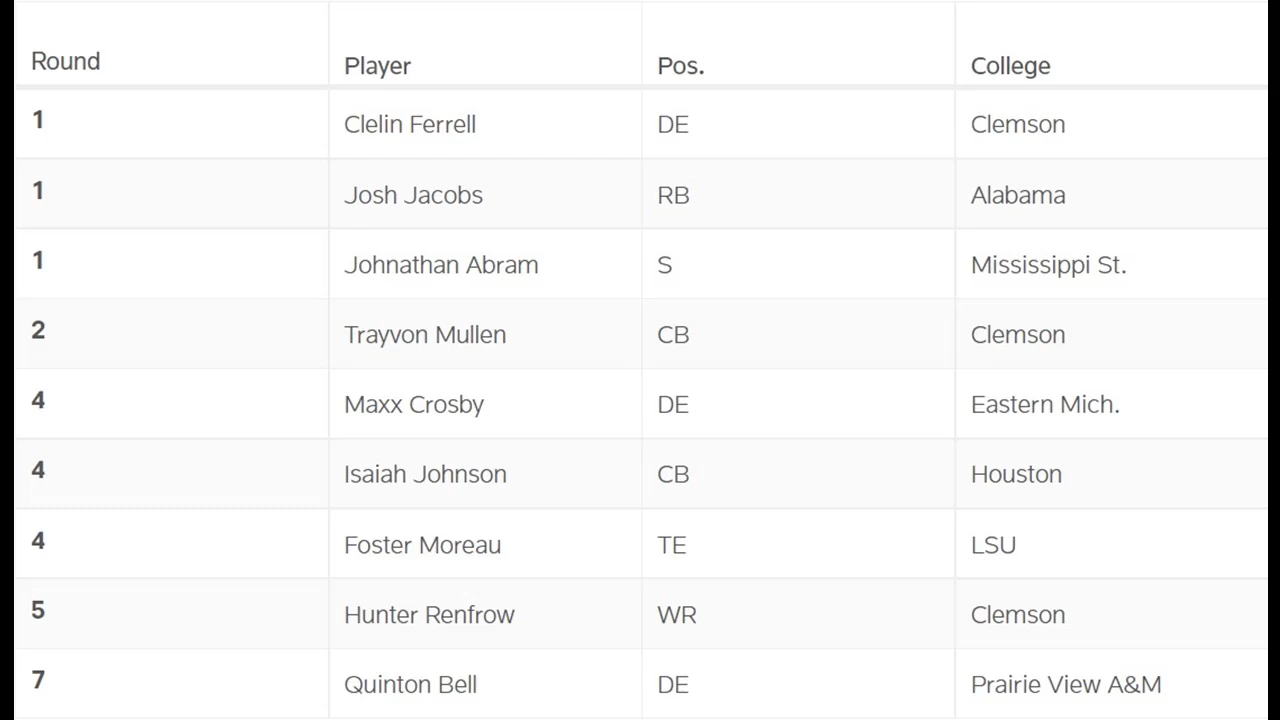 Round Player Pos. College
1 Clelin Ferrell DE Clemson
1 Josh Jacobs RB Alabama
1 Johnathan Abram S Mississippi St.
2 Trayvon Mullen CB Clemson
4 Maxx Crosby DE Eastern Mich.
4 Isaiah Johnson CB Houston
4 Foster Moreau TE LSU
5 Hunter Renfrow WR Clemson
7 Quinton Bell DE Prairie View A&M